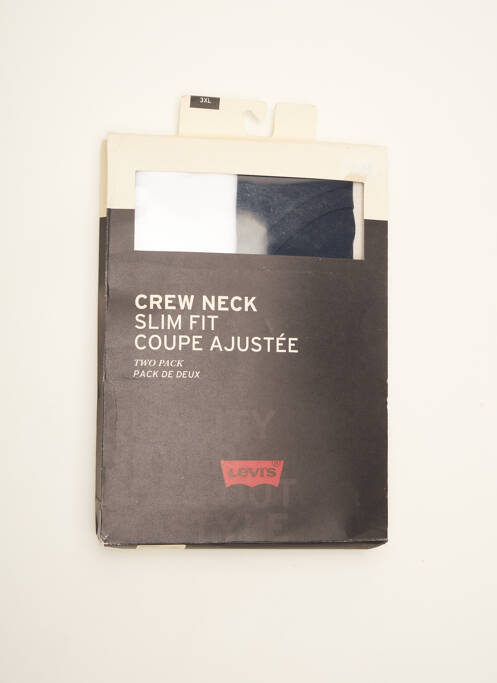 3XL
CREW NECK
SLIM FIT
COUPE AJUSTÉE
TWO PACK
PACK DE DEUX
Levi's®